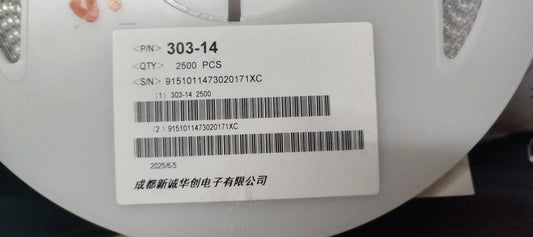 <P/N> 303-14
<QTY> 2500 PCS
<S/N> 9151011473020171XC
(1) 303-14 2500
(2) 9151011473020171XC
2025/6/5
成都新诚华创电子有限公司